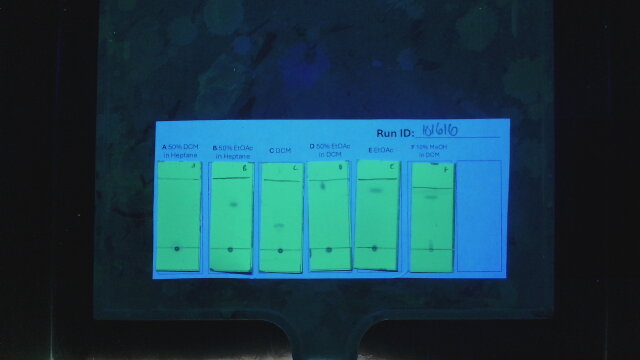 Run ID: 10616
A 50% DCM
in Heptane
B 50% EtOAc
in Heptane
C DCM
D 50% EtOAc
in DCM
E EtOAc
F 10% MeOH
in DCM
A
B
C
D
E
F